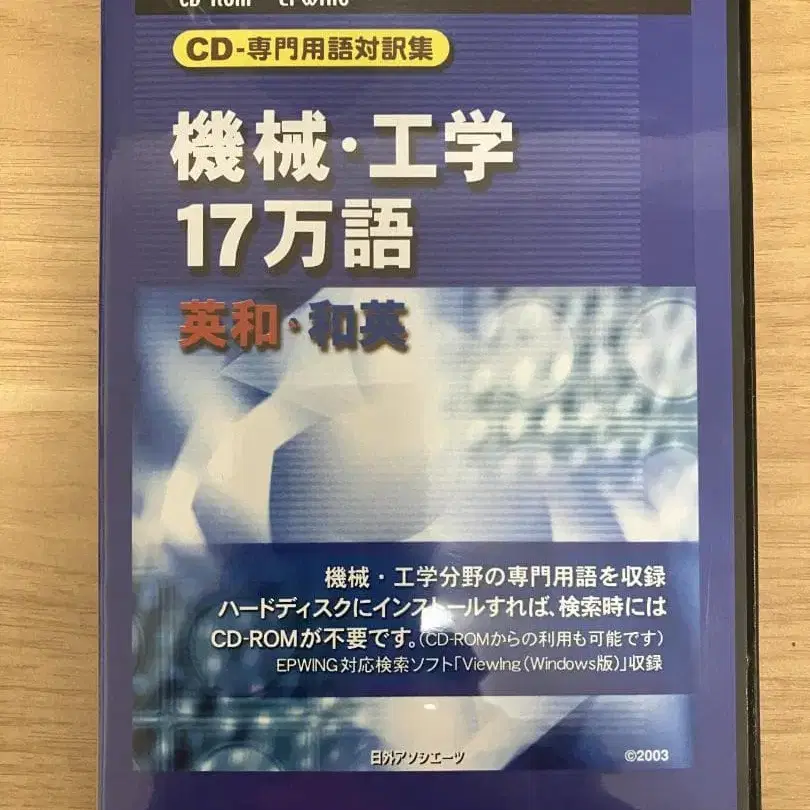 CD-ROM EPWING
CD-専門用語対訳集
機械・工学
17万語
英和・和英
機械・工学分野の専門用語を収録
ハードディスクにインストールすれば、検索時には
CD-ROMが不要です。(CD-ROMからの利用も可能です)
EPWING対応検索ソフト「ViewIng(Windows版)」収録
日外アソシエーツ
©2003